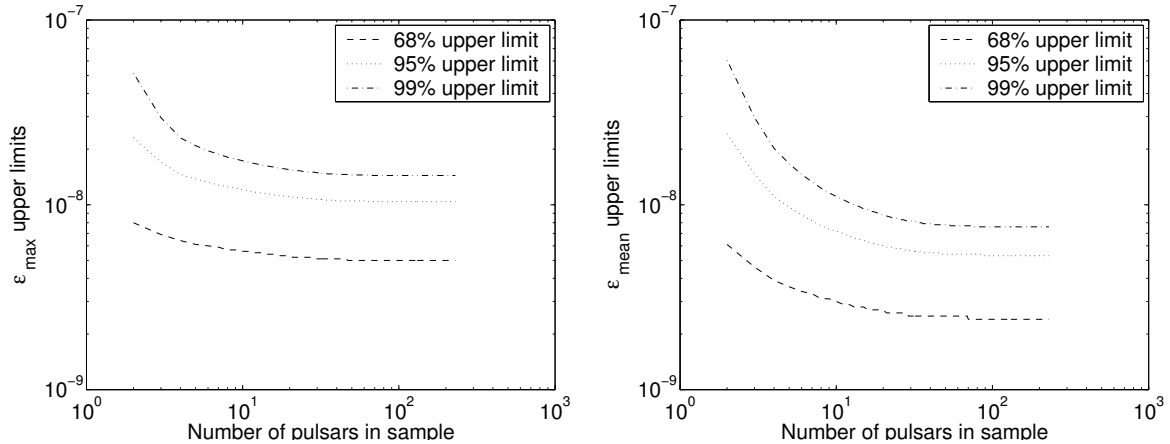 10^-7
10^-8
10^-9
ε max upper limits
68% upper limit
95% upper limit
99% upper limit
10^0
10^1
10^2
10^3
Number of pulsars in sample
10^-7
10^-8
10^-9
ε mean upper limits
68% upper limit
95% upper limit
99% upper limit
10^0
10^1
10^2
10^3
Number of pulsars in sample